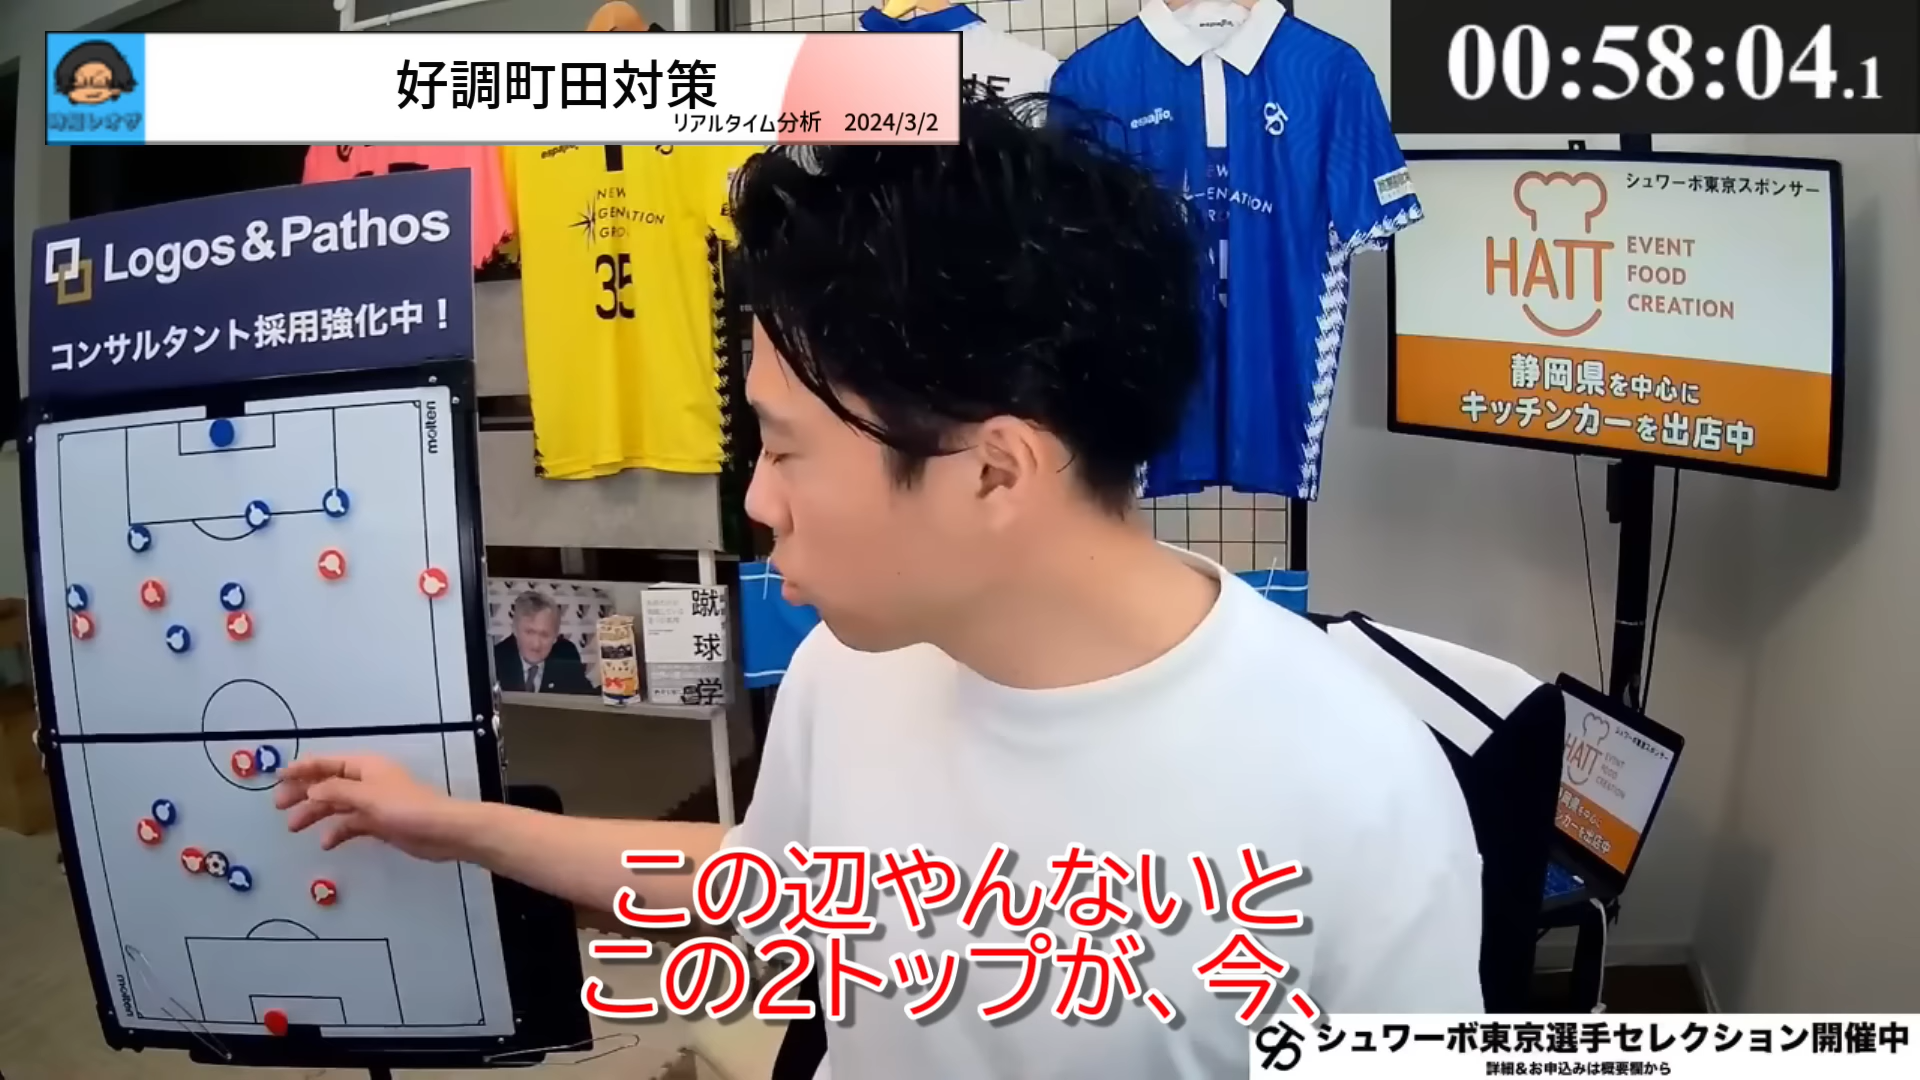 好調町田対策
リアルタイム分析 2024/3/2
00:58:04.1
Logos&Pathos
コンサルタント採用強化中！
molten
NEW
GENERATION
35
espajio
シュワーボ東京スポンサー
HATT
EVENT
FOOD
CREATION
静岡県を中心に
キッチンカーを出店中
蹴球学
molten
この辺やんないと
この2トップが、今、
シュワーボ東京選手セレクション開催中
詳細&お申込みは概要欄から